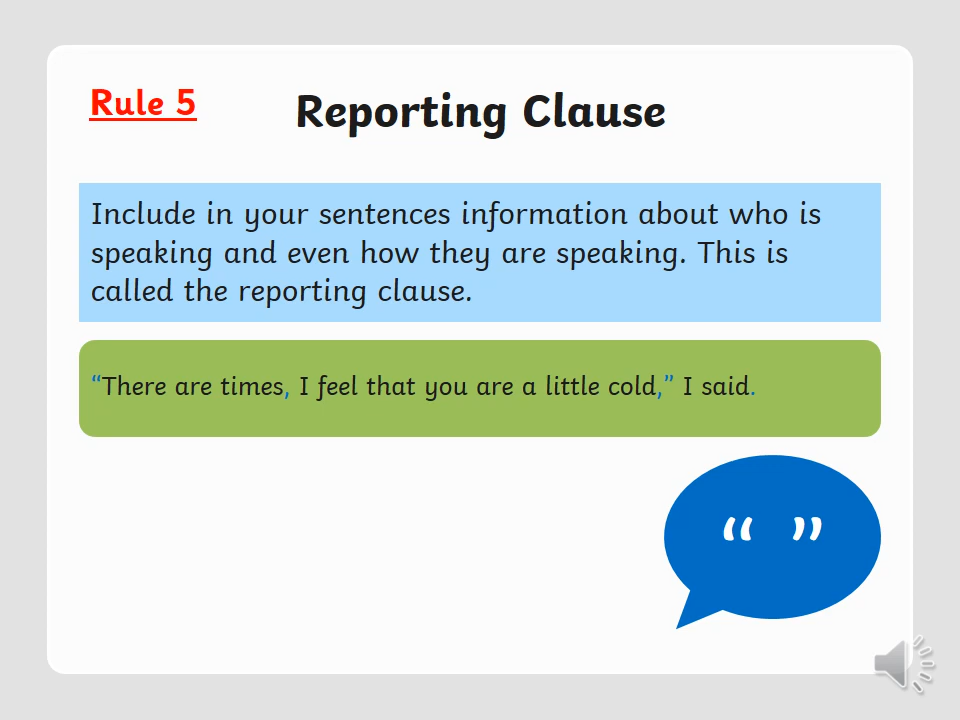 Rule 5
Reporting Clause
Include in your sentences information about who is
speaking and even how they are speaking. This is
called the reporting clause.
“There are times, I feel that you are a little cold,” I said.
“ ”